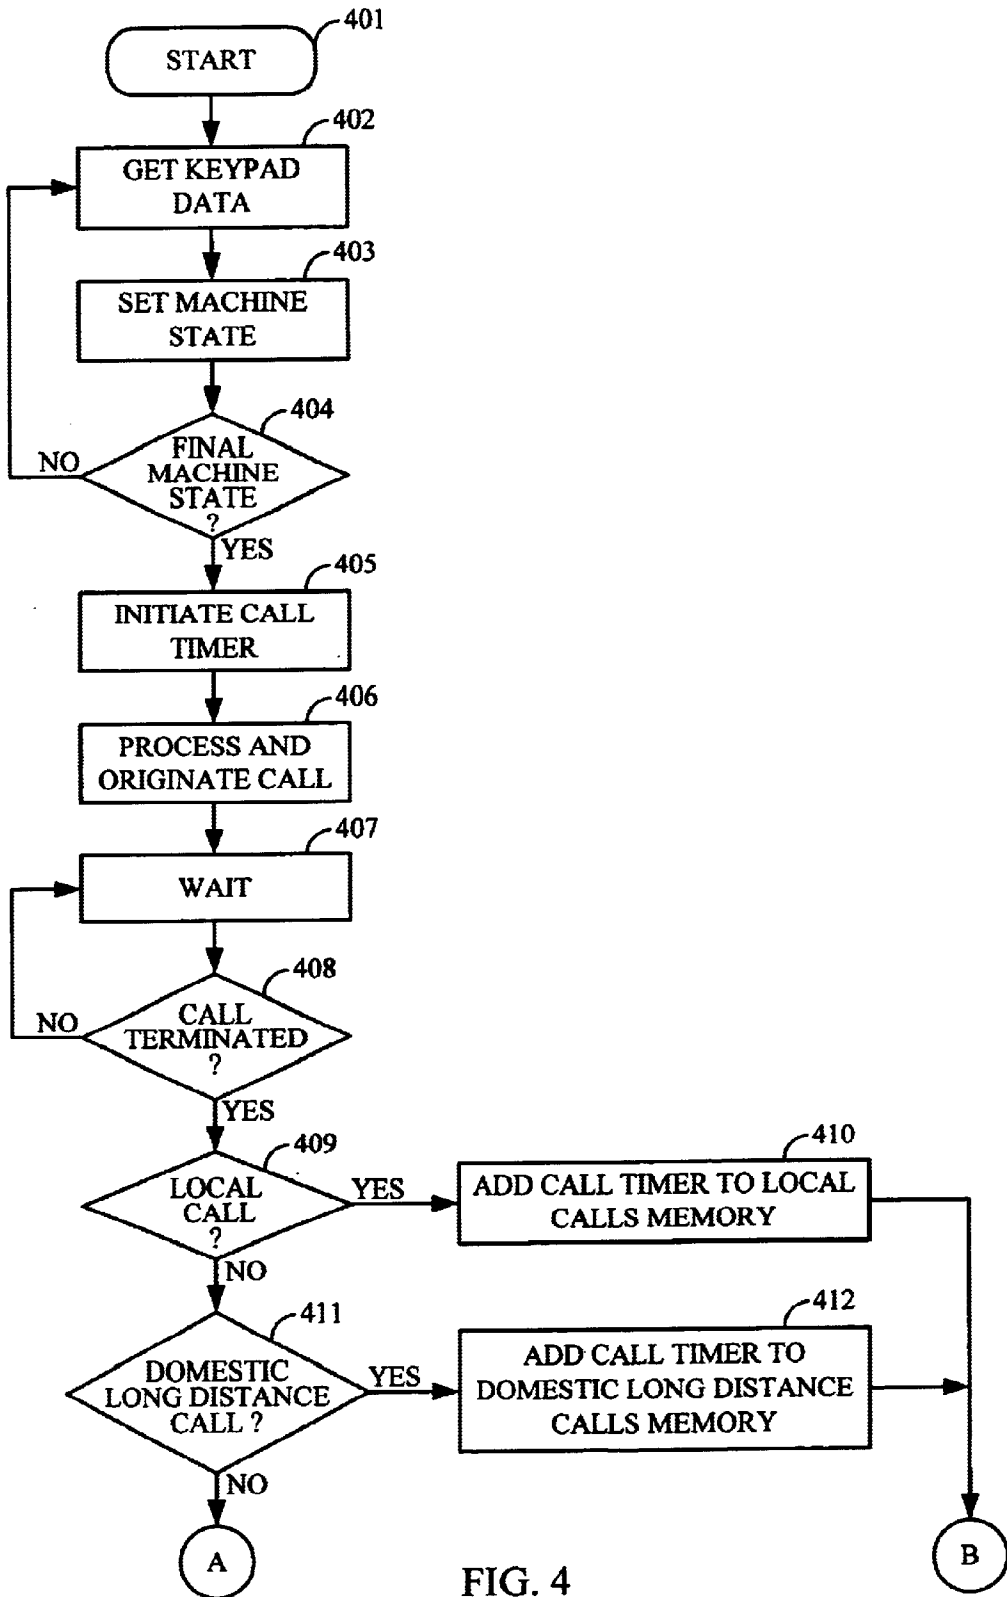 401
START
402
GET KEYPAD
DATA
403
SET MACHINE
STATE
404
FINAL
MACHINE
STATE
?
NO
YES
405
INITIATE CALL
TIMER
406
PROCESS AND
ORIGINATE CALL
407
WAIT
408
CALL
TERMINATED
?
NO
YES
409
LOCAL
CALL
?
YES
410
ADD CALL TIMER TO LOCAL
CALLS MEMORY
NO
411
DOMESTIC
LONG DISTANCE
CALL ?
YES
412
ADD CALL TIMER TO
DOMESTIC LONG DISTANCE
CALLS MEMORY
NO
A
B
FIG. 4